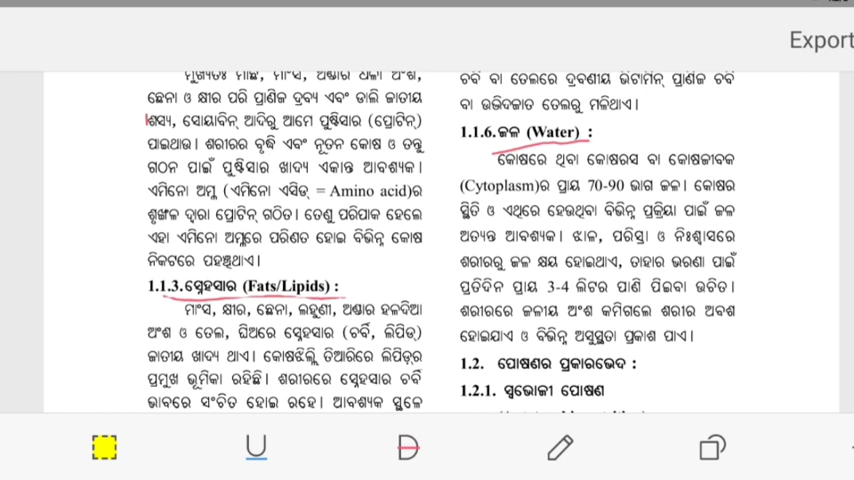 Export
ମୁଖ୍ୟତଃ ମାଛ, ମାଂସ, ଅଣ୍ଡାର ଧଳା ଅଂଶ,
ଛେନା ଓ କ୍ଷୀର ପରି ପ୍ରାଣିଜ ଦ୍ରବ୍ୟ ଏବଂ ଡାଲି ଜାତୀୟ
ଶସ୍ୟ, ସୋୟାବିନ୍ ଆଦିରୁ ଆମେ ପୁଷ୍ଟିସାର (ପ୍ରୋଟିନ୍)
ପାଇଥାଉ। ଶରୀରର ବୃଦ୍ଧି ଏବଂ ନୂତନ କୋଷ ଓ ତନ୍ତୁ
ଗଠନ ପାଇଁ ପୁଷ୍ଟିସାର ଖାଦ୍ୟ ଏକାନ୍ତ ଆବଶ୍ୟକ।
ଏମିନୋ ଅମ୍ଳ (ଏମିନୋ ଏସିଡ୍ = Amino acid)ର
ଶୃଙ୍ଖଳ ଦ୍ୱାରା ପ୍ରୋଟିନ୍ ଗଠିତ। ତେଣୁ ପରିପାକ ହେଲେ
ଏହା ଏମିନୋ ଅମ୍ଳରେ ପରିଣତ ହୋଇ ବିଭିନ୍ନ କୋଷ
ନିକଟରେ ପହଞ୍ଚିଥାଏ।
1.1.3.ସ୍ନେହସାର (Fats/Lipids) :
ମାଂସ, କ୍ଷୀର, ଛେନା, ଲହୁଣୀ, ଅଣ୍ଡାର ହଳଦିଆ
ଅଂଶ ଓ ତେଲ, ଘିଅରେ ସ୍ନେହସାର (ଚର୍ବି, ଲିପିଡ୍)
ଜାତୀୟ ଖାଦ୍ୟ ଥାଏ। କୋଷଝିଲ୍ଲି ତିଆରିରେ ଲିପିଡ୍‌ର
ପ୍ରମୁଖ ଭୂମିକା ରହିଛି। ଶରୀରରେ ସ୍ନେହସାର ଚର୍ବି
ଭାବରେ ସଂଚିତ ହୋଇ ରହେ। ଆବଶ୍ୟକ ସ୍ଥଳେ
ଚର୍ବି ବା ତେଲରେ ଦ୍ରବଣୀୟ ଭିଟାମିନ୍ ପ୍ରାଣିଜ ଚର୍ବି
ବା ଉଦ୍ଭିଦଜାତ ତେଲରୁ ମିଳିଥାଏ।
1.1.6.ଜଳ (Water) :
କୋଷରେ ଥିବା କୋଷରସ ବା କୋଷଜୀବକ
(Cytoplasm)ର ପ୍ରାୟ 70-90 ଭାଗ ଜଳ। କୋଷର
ସ୍ଥିତି ଓ ଏଥିରେ ହେଉଥିବା ବିଭିନ୍ନ ପ୍ରକ୍ରିୟା ପାଇଁ ଜଳ
ଅତ୍ୟନ୍ତ ଆବଶ୍ୟକ। ଝାଳ, ପରିସ୍ରା ଓ ନିଃଶ୍ୱାସରେ
ଶରୀରରୁ ଜଳ କ୍ଷୟ ହୋଇଥାଏ, ତାହାର ଭରଣା ପାଇଁ
ପ୍ରତିଦିନ ପ୍ରାୟ 3-4 ଲିଟର ପାଣି ପିଇବା ଉଚିତ।
ଶରୀରରେ ଜଳୀୟ ଅଂଶ କମିଗଲେ ଶରୀର ଅବଶ
ହୋଇଯାଏ ଓ ବିଭିନ୍ନ ଅସୁସ୍ଥତା ପ୍ରକାଶ ପାଏ।
1.2. ପୋଷଣର ପ୍ରକାରଭେଦ :
1.2.1. ସ୍ୱଭୋଜୀ ପୋଷଣ